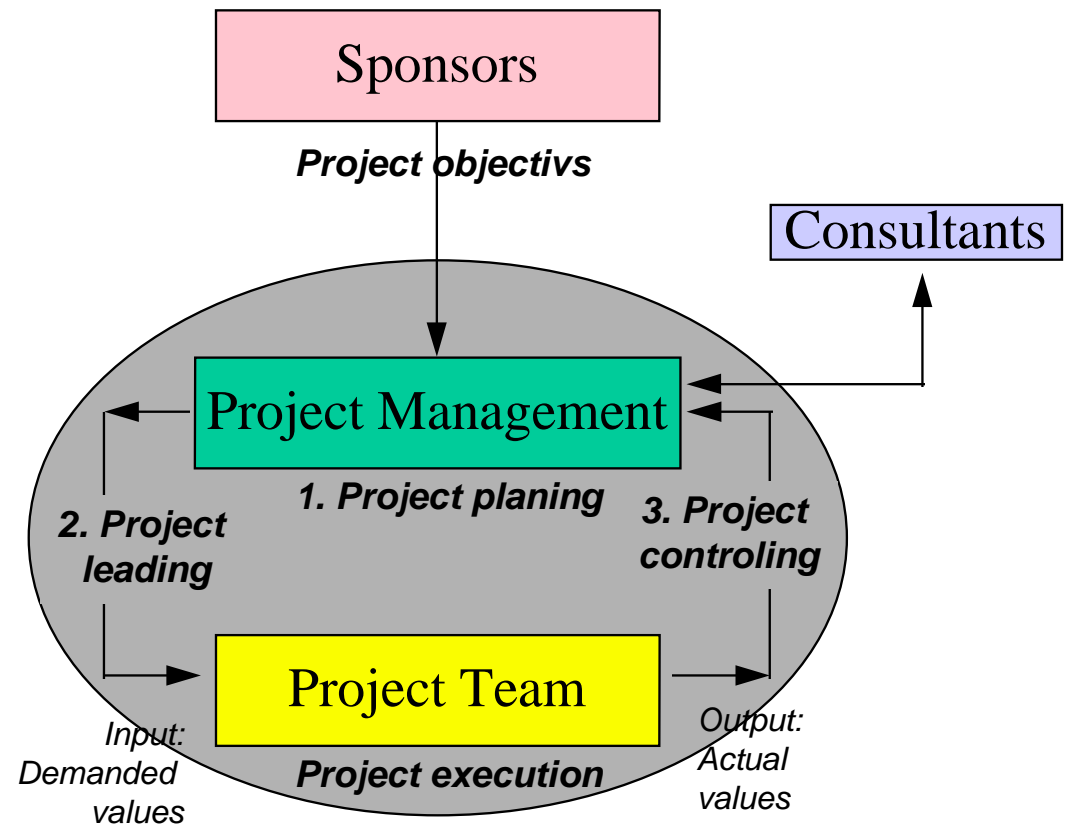 Sponsors
Project objectivs
Consultants
Project Management
1. Project planing
2. Project
leading
3. Project
controling
Project Team
Project execution
Input:
Demanded
values
Output:
Actual
values